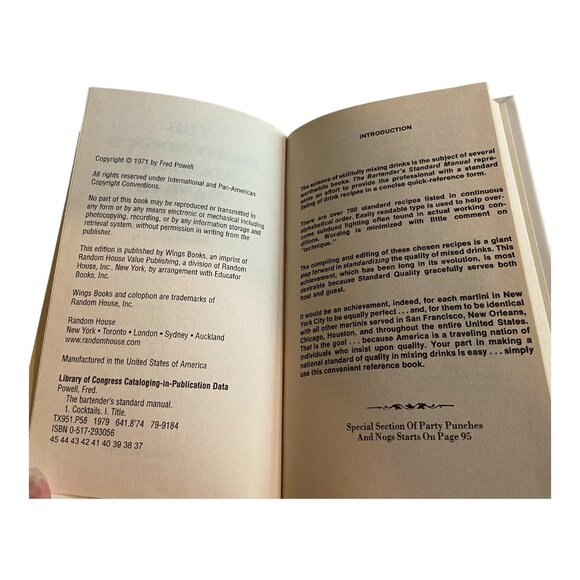 Copyright © 1971 by Fred Powell
All rights reserved under International and Pan-American
Copyright Conventions.
No part of this book may be reproduced or transmitted in
any form or by any means electronic or mechanical including
photocopying, recording, or by any information storage and
retrieval system, without permission in writing from the
publisher.
This edition is published by Wings Books, an imprint of
Random House Value Publishing, a division of Random
House, Inc., New York, by arrangement with Educator
Books, Inc.
Wings Books and colophon are trademarks of
Random House, Inc.
Random House
New York • Toronto • London • Sydney • Auckland
www.randomhouse.com
Manufactured in the United States of America
Library of Congress Cataloging-in-Publication Data
Powell, Fred.
The bartender's standard manual.
1. Cocktails. I. Title.
TX951.P58 1979 641.8'74 79-9184
ISBN 0-517-293056
45 44 43 42 41 40 39 38 37
INTRODUCTION
The science of skillfully mixing drinks is the subject of several
worthwhile books. The Bartender's Standard Manual repre-
sents an effort to provide the professional with a standard
listing of drink recipes in a concise quick-reference form.
There are over 700 standard recipes listed in continuous
alphabetical order. Easily readable type is used to help over-
come subdued lighting often found in actual working con-
ditions. Wording is minimized with little comment on
"technique."
The compiling and editing of these chosen recipes is a giant
step forward in standardizing the quality of mixed drinks. This
achievement, which has been long in its evolution, is most
desirable because Standard Quality gracefully serves both
host and guest.
It would be an achievement, indeed, for each martini in New
York City to be equally perfect . . . and, for them to be identical
with all other martinis served in San Francisco, New Orleans,
Chicago, Houston, and throughout the entire United States.
That is the goal . . . because America is a traveling nation of
individuals who insist upon quality. Your part in making a
national standard of quality in mixing drinks is easy . . . simply
use this convenient reference book.
Special Section Of Party Punches
And Nogs Starts On Page 95